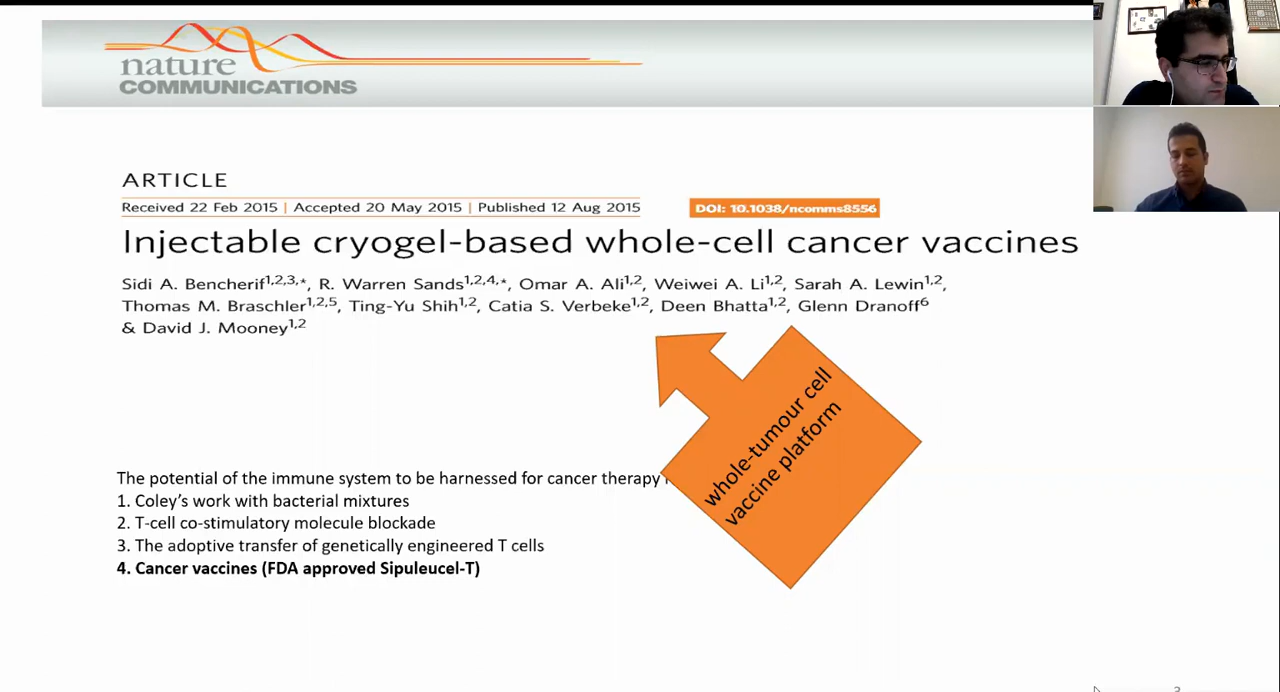 nature
COMMUNICATIONS
ARTICLE
Received 22 Feb 2015 | Accepted 20 May 2015 | Published 12 Aug 2015
DOI: 10.1038/ncomms8556
Injectable cryogel-based whole-cell cancer vaccines
Sidi A. Bencherif1,2,3,*, R. Warren Sands1,2,4,*, Omar A. Ali1,2, Weiwei A. Li1,2, Sarah A. Lewin1,2,
Thomas M. Braschler1,2,5, Ting-Yu Shih1,2, Catia S. Verbeke1,2, Deen Bhatta1,2, Glenn Dranoff6
& David J. Mooney1,2
whole-tumour cell
vaccine platform
The potential of the immune system to be harnessed for cancer therapy
1. Coley's work with bacterial mixtures
2. T-cell co-stimulatory molecule blockade
3. The adoptive transfer of genetically engineered T cells
4. Cancer vaccines (FDA approved Sipuleucel-T)